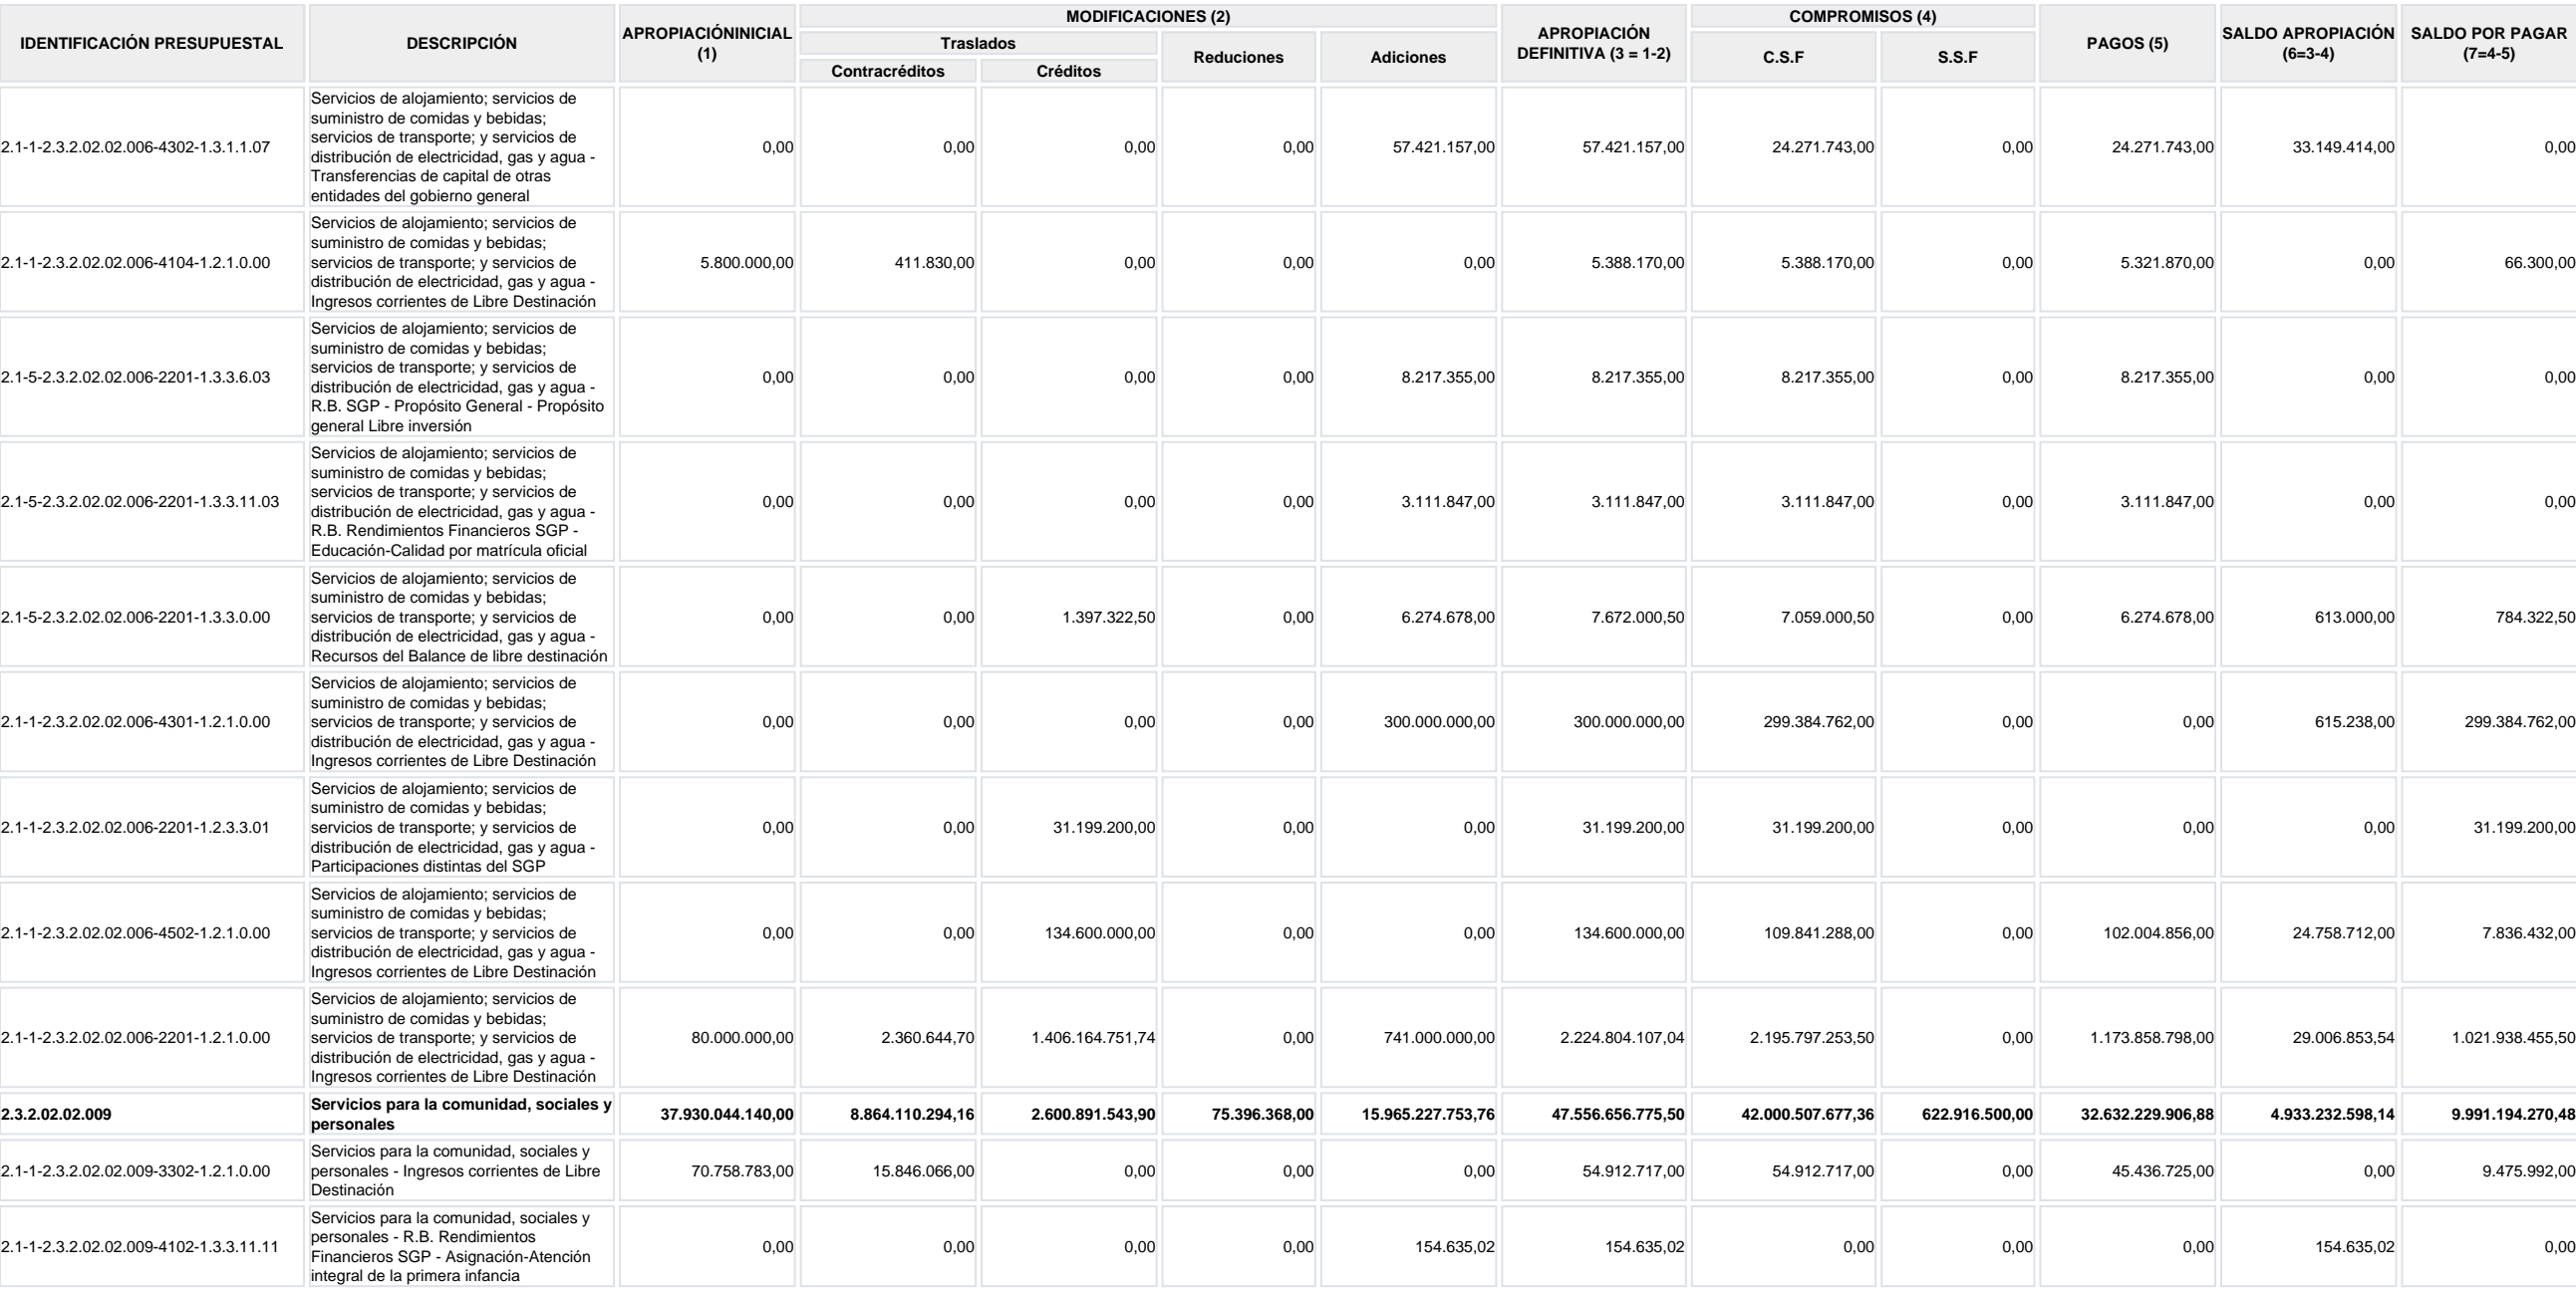 IDENTIFICACIÓN PRESUPUESTAL DESCRIPCIÓN APROPIACIÓNINICIAL (1) MODIFICACIONES (2) APROPIACIÓN DEFINITIVA (3 = 1-2) COMPROMISOS (4) PAGOS (5) SALDO APROPIACIÓN (6=3-4) SALDO POR PAGAR (7=4-5)
Traslados Reduciones Adiciones C.S.F S.S.F
Contracréditos Créditos
2.1-1-2.3.2.02.02.006-4302-1.3.1.1.07
Servicios de alojamiento; servicios de
suministro de comidas y bebidas;
servicios de transporte; y servicios de
distribución de electricidad, gas y agua -
Transferencias de capital de otras
entidades del gobierno general
0,00 0,00 0,00 0,00 57.421.157,00 57.421.157,00 24.271.743,00 0,00 24.271.743,00 33.149.414,00 0,00
2.1-1-2.3.2.02.02.006-4104-1.2.1.0.00
Servicios de alojamiento; servicios de
suministro de comidas y bebidas;
servicios de transporte; y servicios de
distribución de electricidad, gas y agua -
Ingresos corrientes de Libre Destinación
5.800.000,00 411.830,00 0,00 0,00 0,00 5.388.170,00 5.388.170,00 0,00 5.321.870,00 0,00 66.300,00
2.1-5-2.3.2.02.02.006-2201-1.3.3.6.03
Servicios de alojamiento; servicios de
suministro de comidas y bebidas;
servicios de transporte; y servicios de
distribución de electricidad, gas y agua -
R.B. SGP - Propósito General - Propósito
general Libre inversión
0,00 0,00 0,00 0,00 8.217.355,00 8.217.355,00 8.217.355,00 0,00 8.217.355,00 0,00 0,00
2.1-5-2.3.2.02.02.006-2201-1.3.3.11.03
Servicios de alojamiento; servicios de
suministro de comidas y bebidas;
servicios de transporte; y servicios de
distribución de electricidad, gas y agua -
R.B. Rendimientos Financieros SGP -
Educación-Calidad por matrícula oficial
0,00 0,00 0,00 0,00 3.111.847,00 3.111.847,00 3.111.847,00 0,00 3.111.847,00 0,00 0,00
2.1-5-2.3.2.02.02.006-2201-1.3.3.0.00
Servicios de alojamiento; servicios de
suministro de comidas y bebidas;
servicios de transporte; y servicios de
distribución de electricidad, gas y agua -
Recursos del Balance de libre destinación
0,00 0,00 1.397.322,50 0,00 6.274.678,00 7.672.000,50 7.059.000,50 0,00 6.274.678,00 613.000,00 784.322,50
2.1-1-2.3.2.02.02.006-4301-1.2.1.0.00
Servicios de alojamiento; servicios de
suministro de comidas y bebidas;
servicios de transporte; y servicios de
distribución de electricidad, gas y agua -
Ingresos corrientes de Libre Destinación
0,00 0,00 0,00 0,00 300.000.000,00 300.000.000,00 299.384.762,00 0,00 0,00 615.238,00 299.384.762,00
2.1-1-2.3.2.02.02.006-2201-1.2.3.3.01
Servicios de alojamiento; servicios de
suministro de comidas y bebidas;
servicios de transporte; y servicios de
distribución de electricidad, gas y agua -
Participaciones distintas del SGP
0,00 0,00 31.199.200,00 0,00 0,00 31.199.200,00 31.199.200,00 0,00 0,00 0,00 31.199.200,00
2.1-1-2.3.2.02.02.006-4502-1.2.1.0.00
Servicios de alojamiento; servicios de
suministro de comidas y bebidas;
servicios de transporte; y servicios de
distribución de electricidad, gas y agua -
Ingresos corrientes de Libre Destinación
0,00 0,00 134.600.000,00 0,00 0,00 134.600.000,00 109.841.288,00 0,00 102.004.856,00 24.758.712,00 7.836.432,00
2.1-1-2.3.2.02.02.006-2201-1.2.1.0.00
Servicios de alojamiento; servicios de
suministro de comidas y bebidas;
servicios de transporte; y servicios de
distribución de electricidad, gas y agua -
Ingresos corrientes de Libre Destinación
80.000.000,00 2.360.644,70 1.406.164.751,74 0,00 741.000.000,00 2.224.804.107,04 2.195.797.253,50 0,00 1.173.858.798,00 29.006.853,54 1.021.938.455,50
2.3.2.02.02.009
Servicios para la comunidad, sociales y
personales
37.930.044.140,00 8.864.110.294,16 2.600.891.543,90 75.396.368,00 15.965.227.753,76 47.556.656.775,50 42.000.507.677,36 622.916.500,00 32.632.229.906,88 4.933.232.598,14 9.991.194.270,48
2.1-1-2.3.2.02.02.009-3302-1.2.1.0.00
Servicios para la comunidad, sociales y
personales - Ingresos corrientes de Libre
Destinación
70.758.783,00 15.846.066,00 0,00 0,00 0,00 54.912.717,00 54.912.717,00 0,00 45.436.725,00 0,00 9.475.992,00
2.1-1-2.3.2.02.02.009-4102-1.3.3.11.11
Servicios para la comunidad, sociales y
personales - R.B. Rendimientos
Financieros SGP - Asignación-Atención
integral de la primera infancia
0,00 0,00 0,00 0,00 154.635,02 154.635,02 0,00 0,00 0,00 154.635,02 0,00